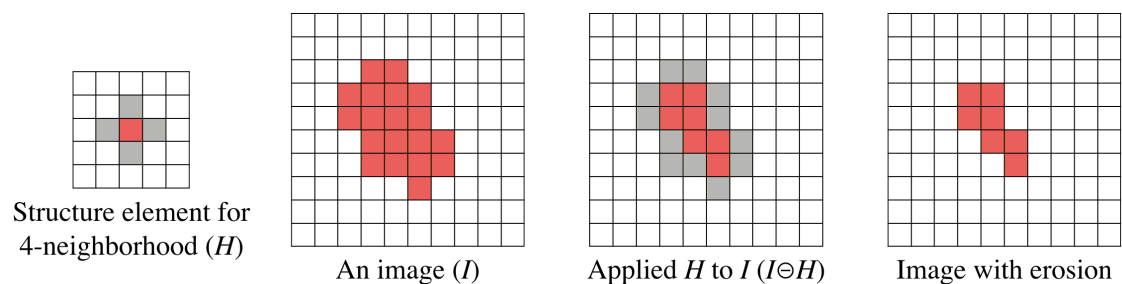 Structure element for
4-neighborhood (H)
An image (I)
Applied H to I (I⊖H)
Image with erosion